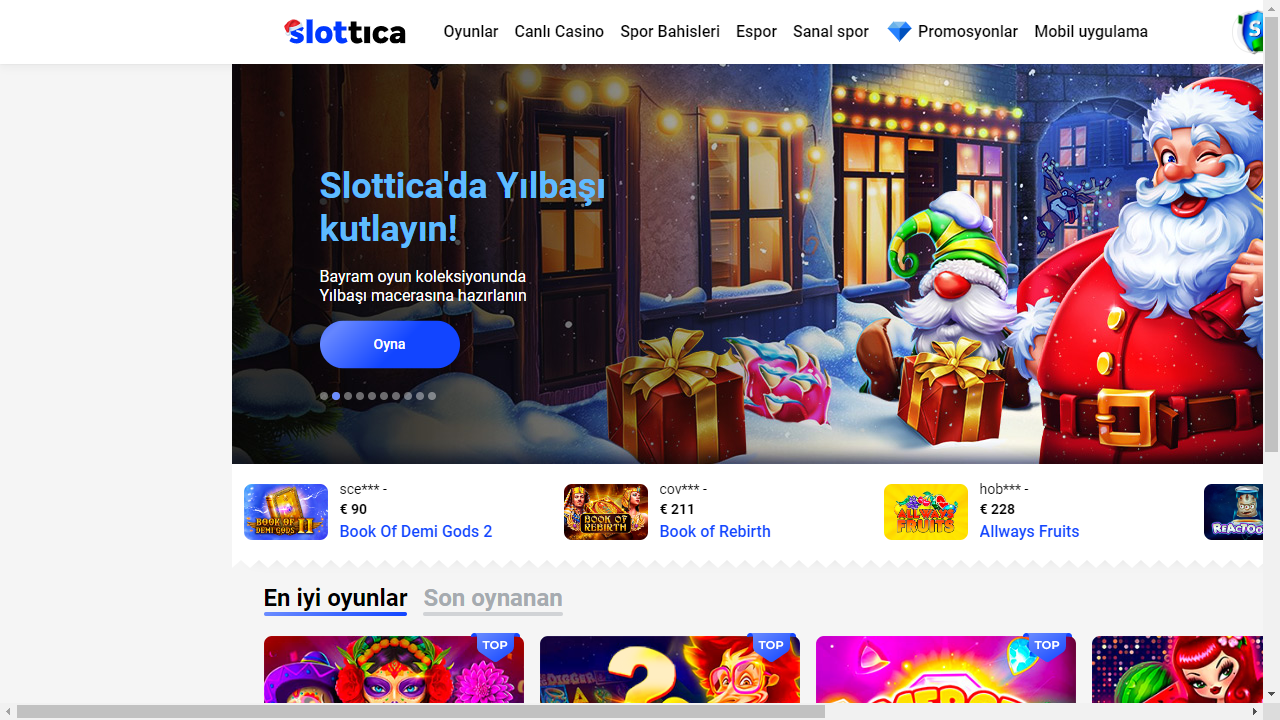 slottica
Oyunlar Canlı Casino Spor Bahisleri Espor Sanal spor Promosyonlar Mobil uygulama
Slottica'da Yılbaşı
kutlayın!
Bayram oyun koleksiyonunda
Yılbaşı macerasına hazırlanın
Oyna
sce*** -
€ 90
Book Of Demi Gods 2
BOOK OF
DEMI GODS II
cov*** -
€ 211
Book of Rebirth
BOOK OF
REBIRTH
hob*** -
€ 228
Allways Fruits
ALLWAYS
FRUITS
En iyi oyunlar Son oynanan
TOP
TOP
TOP